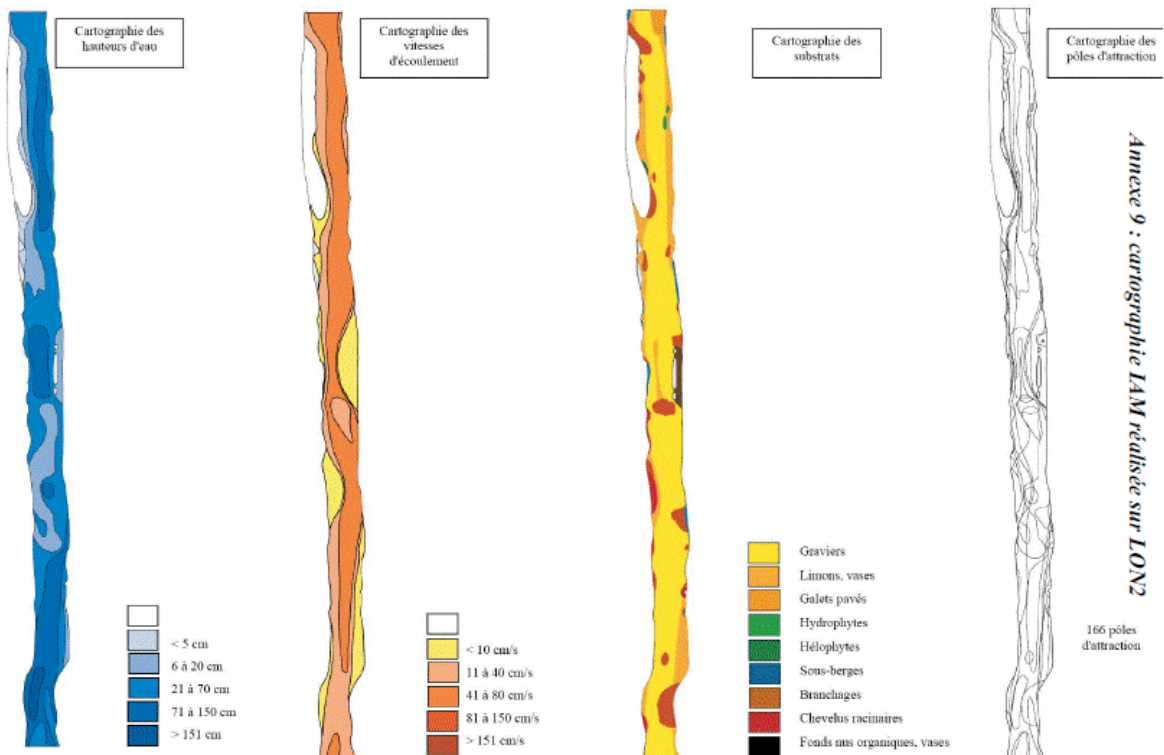 Cartographie des
hauteurs d'eau
Cartographie des
vitesses
d'écoulement
Cartographie des
substrats
Cartographie des
pôles d'attraction
Annexe 9 : cartographie IAM réalisée sur LON2
< 5 cm
6 à 20 cm
21 à 70 cm
71 à 150 cm
> 151 cm
< 10 cm/s
11 à 40 cm/s
41 à 80 cm/s
81 à 150 cm/s
> 151 cm/s
Graviers
Limons, vases
Galets pavés
Hydrophytes
Hélophytes
Sous-berges
Branchages
Chevelus racinaires
Fonds nus organiques, vases
166 pôles
d'attraction